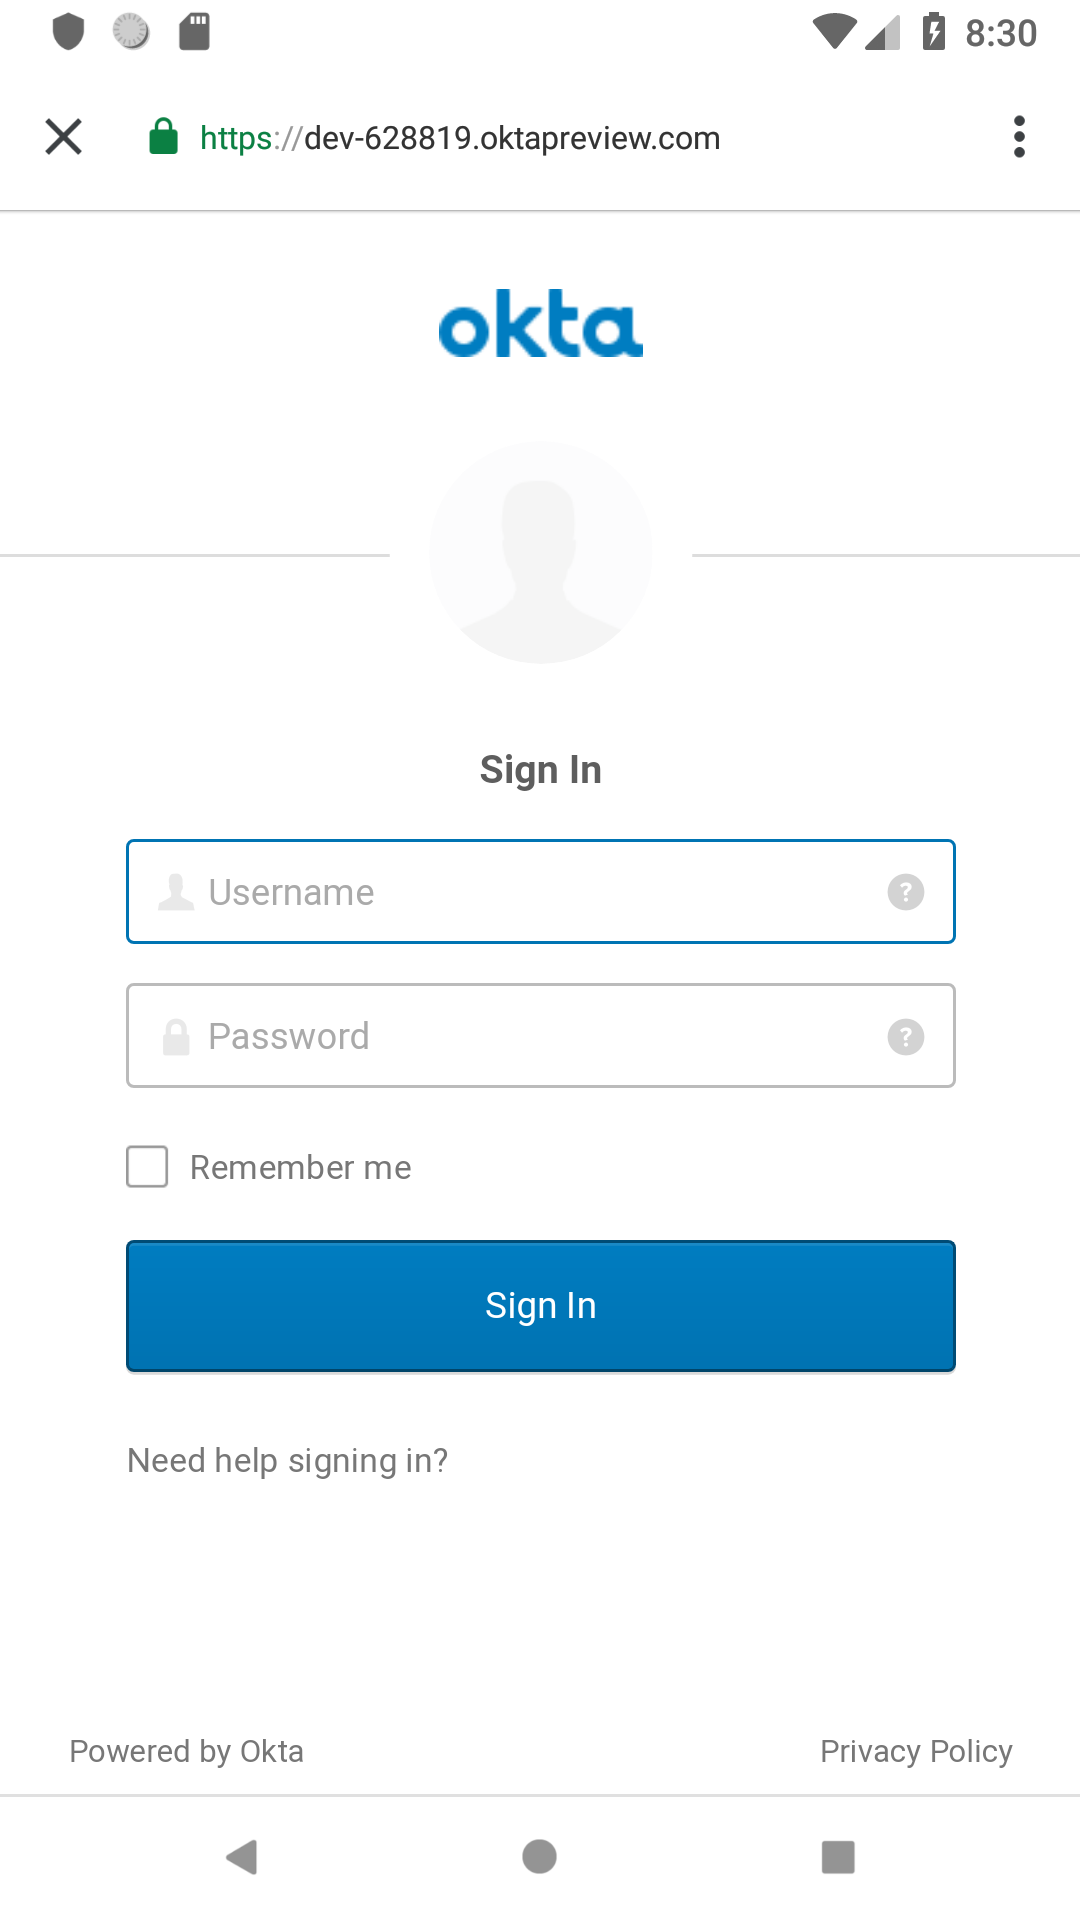 8:30
https://dev-628819.oktapreview.com
okta
Sign In
Username ?
Password ?
Remember me
Sign In
Need help signing in?
Powered by Okta Privacy Policy